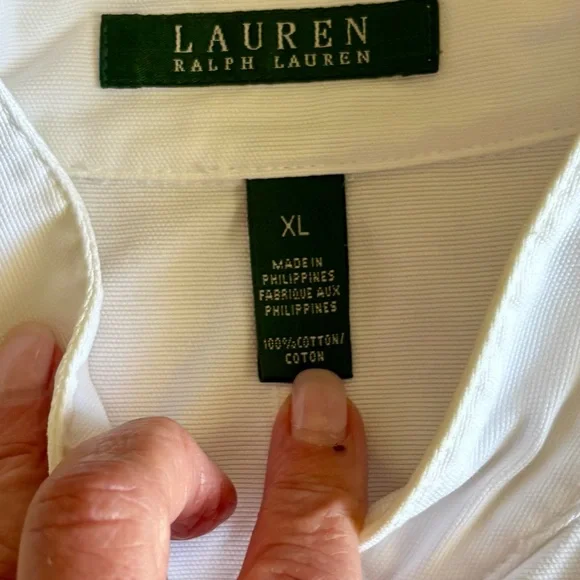 LAUREN
RALPH LAUREN
XL
MADE IN
PHILIPPINES
FABRIQUE AUX
PHILIPPINES
100%COTTON/
COTON